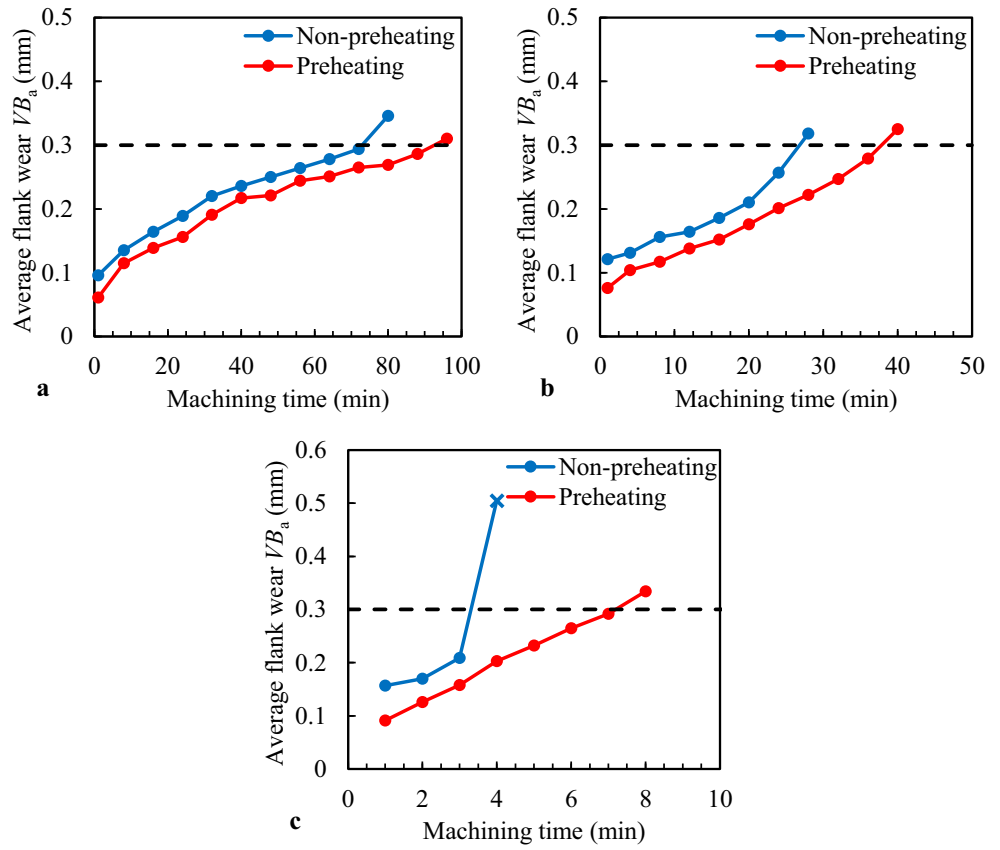 0.5
0.4
0.3
0.2
0.1
0
Average flank wear VBa (mm)
Non-preheating
Preheating
0 20 40 60 80 100
Machining time (min)
a
0.5
0.4
0.3
0.2
0.1
0
Average flank wear VBa (mm)
Non-preheating
Preheating
0 10 20 30 40 50
Machining time (min)
b
0.6
0.5
0.4
0.3
0.2
0.1
0
Average flank wear VBa (mm)
Non-preheating
Preheating
0 2 4 6 8 10
Machining time (min)
c